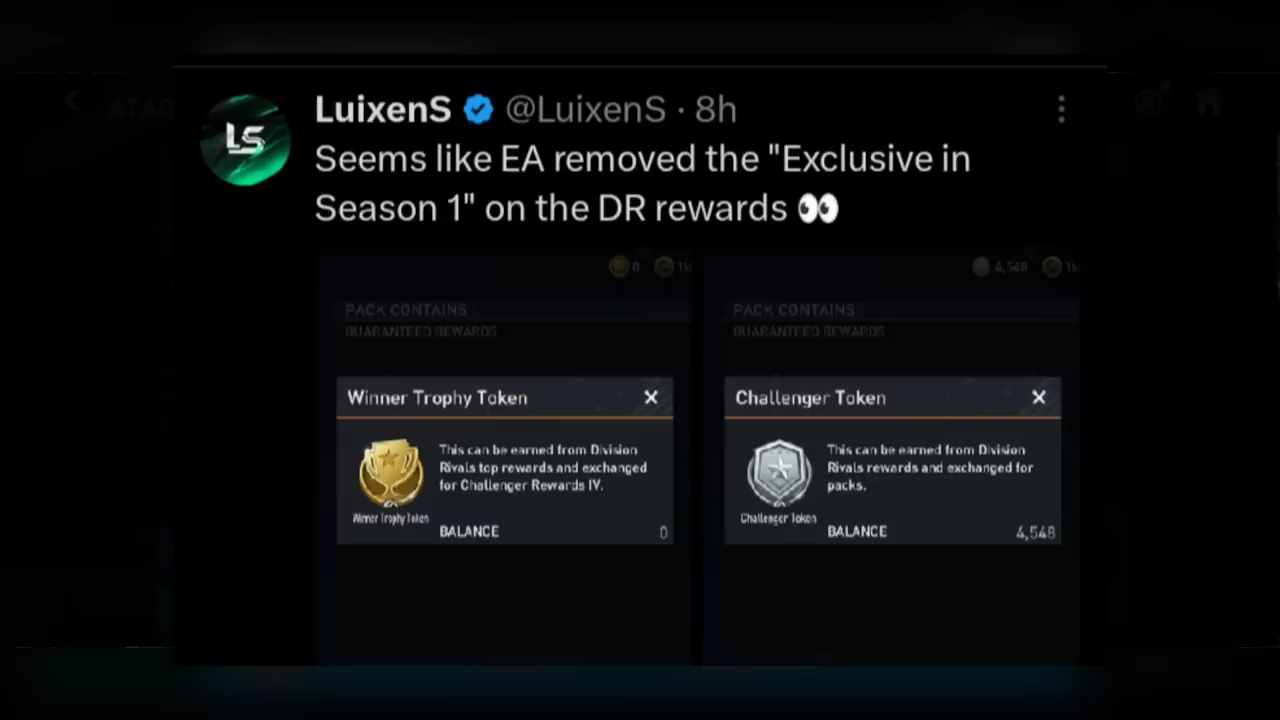 LS
LuixenS @LuixenS · 8h
Seems like EA removed the "Exclusive in
Season 1" on the DR rewards 👀
0
4,548
PACK CONTAINS
GUARANTEED REWARDS
PACK CONTAINS
GUARANTEED REWARDS
Winner Trophy Token
This can be earned from Division
Rivals top rewards and exchanged
for Challenger Rewards IV.
Winner Trophy Token
BALANCE 0
Challenger Token
This can be earned from Division
Rivals rewards and exchanged for
packs.
Challenger Token
BALANCE 4,548